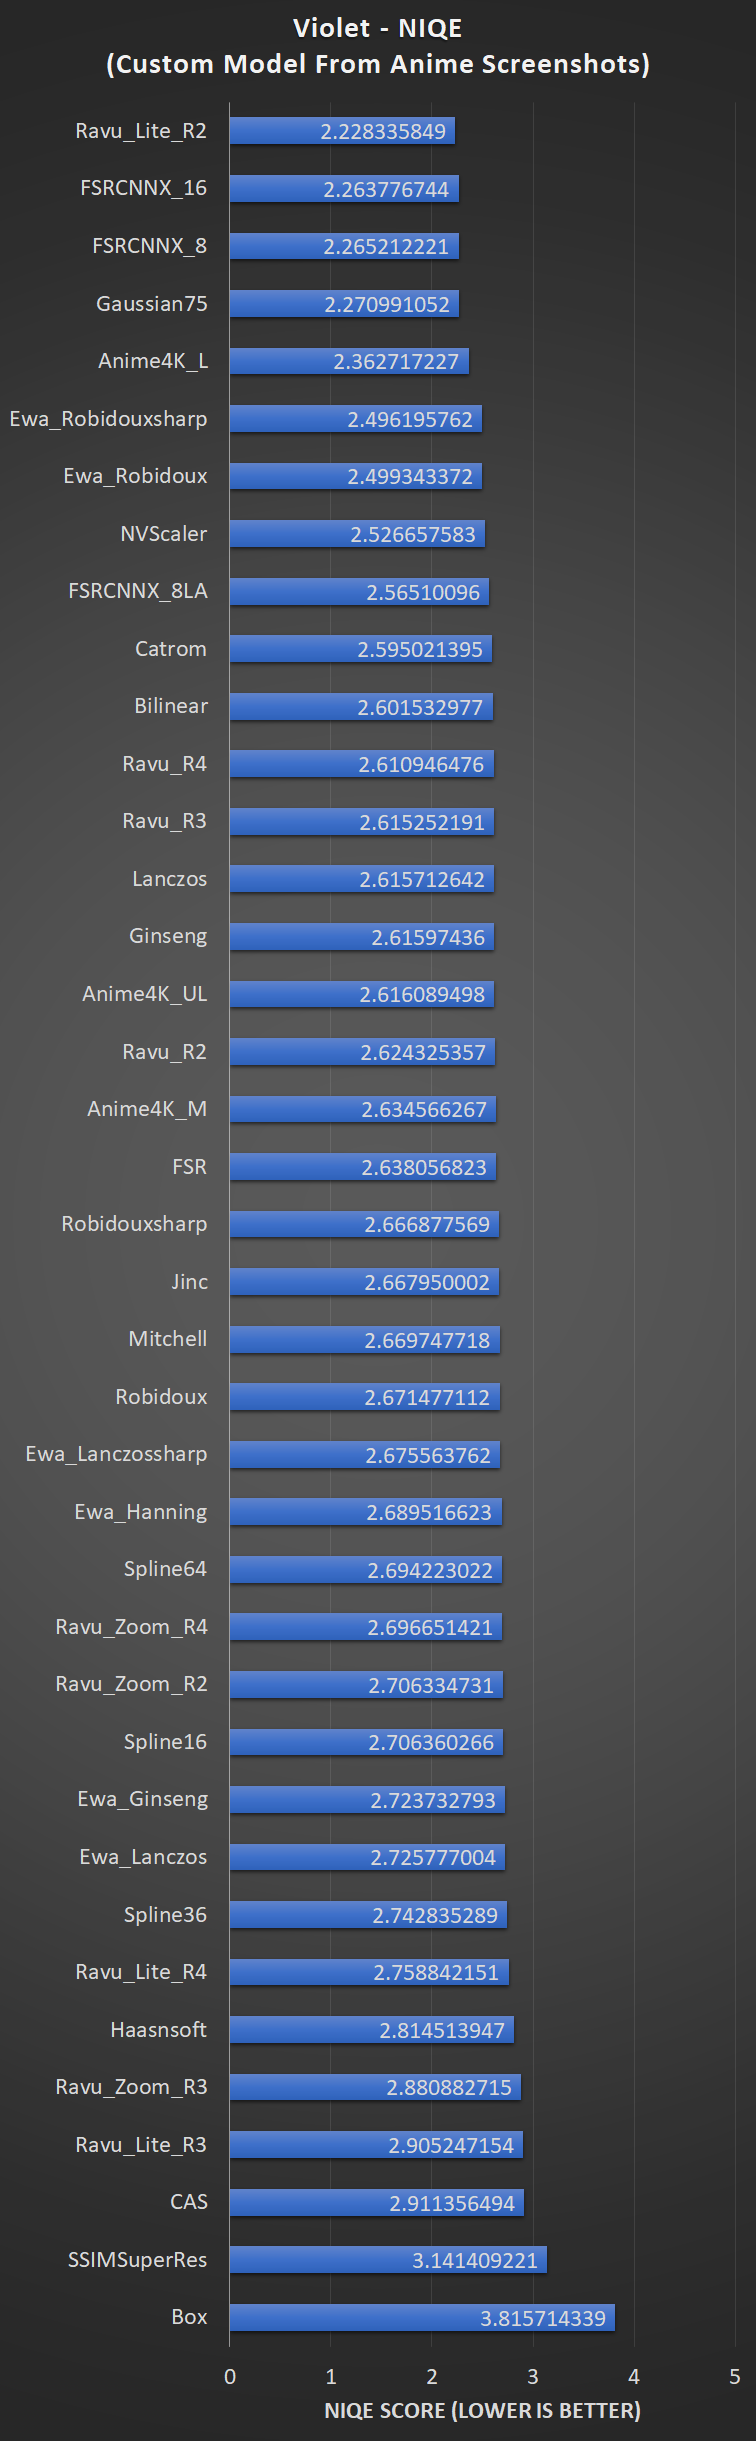 Violet - NIQE
(Custom Model From Anime Screenshots)
Ravu_Lite_R2 2.228335849
FSRCNNX_16 2.263776744
FSRCNNX_8 2.265212221
Gaussian75 2.270991052
Anime4K_L 2.362717227
Ewa_Robidouxsharp 2.496195762
Ewa_Robidoux 2.499343372
NVScaler 2.526657583
FSRCNNX_8LA 2.56510096
Catrom 2.595021395
Bilinear 2.601532977
Ravu_R4 2.610946476
Ravu_R3 2.615252191
Lanczos 2.615712642
Ginseng 2.61597436
Anime4K_UL 2.616089498
Ravu_R2 2.624325357
Anime4K_M 2.634566267
FSR 2.638056823
Robidouxsharp 2.666877569
Jinc 2.667950002
Mitchell 2.669747718
Robidoux 2.671477112
Ewa_Lanczossharp 2.675563762
Ewa_Hanning 2.689516623
Spline64 2.694223022
Ravu_Zoom_R4 2.696651421
Ravu_Zoom_R2 2.706334731
Spline16 2.706360266
Ewa_Ginseng 2.723732793
Ewa_Lanczos 2.725777004
Spline36 2.742835289
Ravu_Lite_R4 2.758842151
Haasnsoft 2.814513947
Ravu_Zoom_R3 2.880882715
Ravu_Lite_R3 2.905247154
CAS 2.911356494
SSIMSuperRes 3.141409221
Box 3.815714339
0 1 2 3 4 5
NIQE SCORE (LOWER IS BETTER)